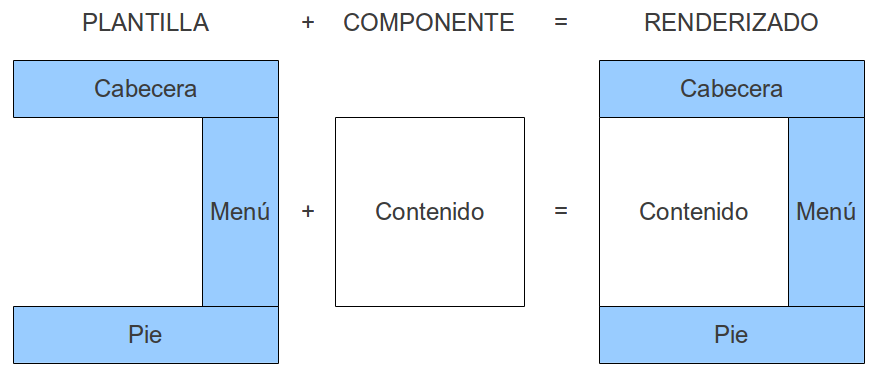 PLANTILLA + COMPONENTE = RENDERIZADO
Cabecera Cabecera
Menú + Contenido = Contenido Menú
Pie Pie